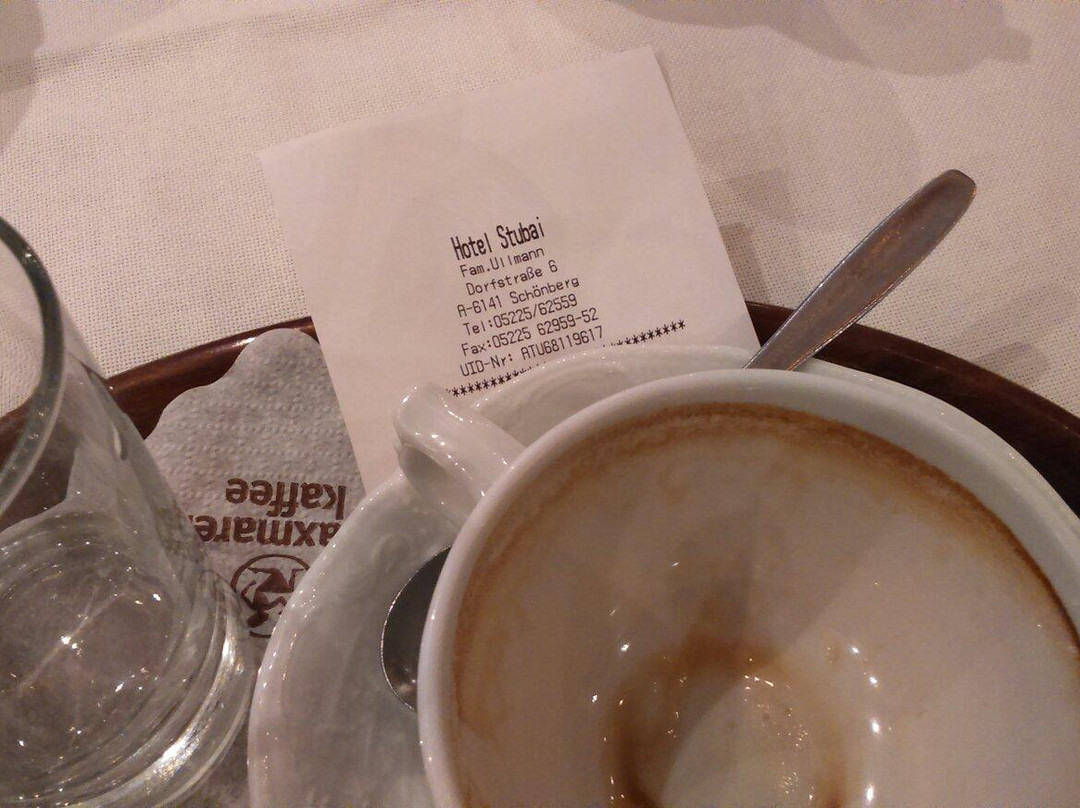 Hotel Stubai
Fam.Ullmann
Dorfstraße 6
A-6141 Schönberg
Tel:05225/62559
Fax:05225 62959-52
UID-Nr: ATU68119617
kaffee